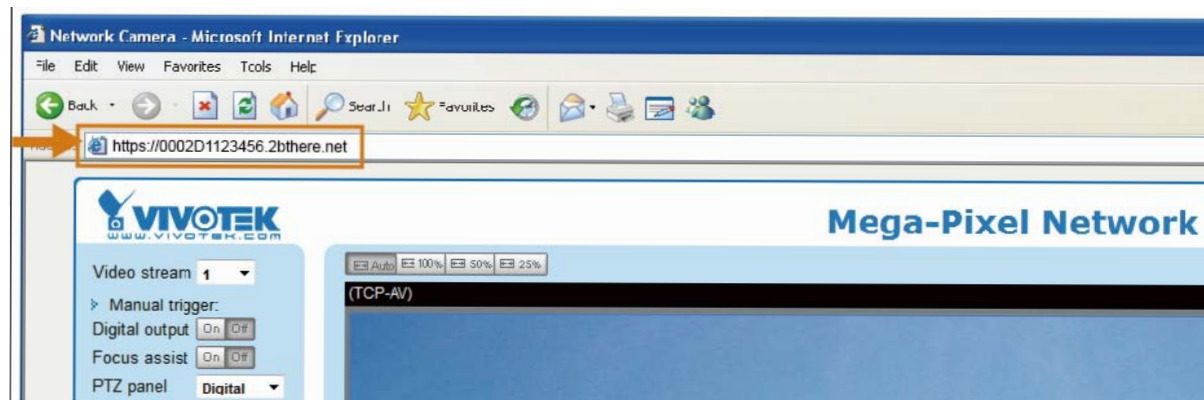 Network Camera - Microsoft Internet Explorer
File Edit View Favorites Tools Help
Back Search Favorites
https://0002D1123456.2bthere.net
VIVOTEK
www.vivotek.com
Mega-Pixel Network
Video stream 1
Auto 100% 50% 25%
(TCP-AV)
Manual trigger:
Digital output On Off
Focus assist On Off
PTZ panel Digital